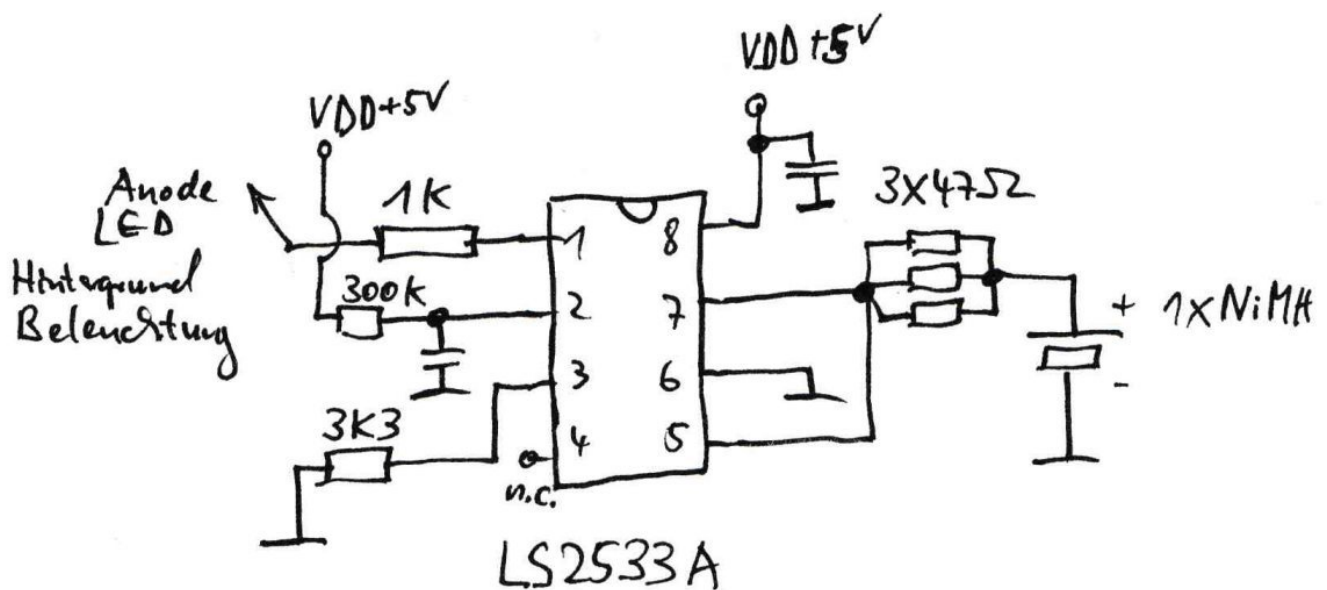 VDD+5V
VDD+5V
Anode
LED
Hintergrund
Beleuchtung
1K
300K
3K3
n.c.
1
2
3
4
8
7
6
5
3X47Ω
+ 1xNiMH
-
LS2533A